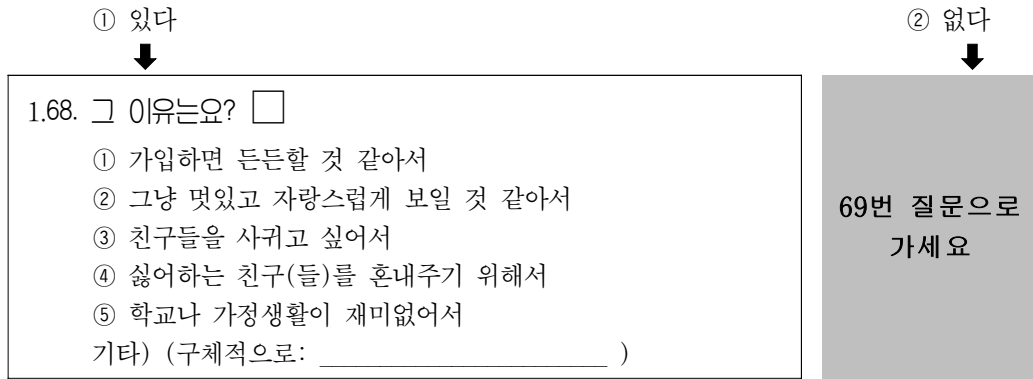 ① 있다
② 없다
1.68. 그 이유는요? □
① 가입하면 든든할 것 같아서
② 그냥 멋있고 자랑스럽게 보일 것 같아서
③ 친구들을 사귀고 싶어서
④ 싫어하는 친구(들)를 혼내주기 위해서
⑤ 학교나 가정생활이 재미없어서
기타) (구체적으로: ________________________ )
69번 질문으로
가세요